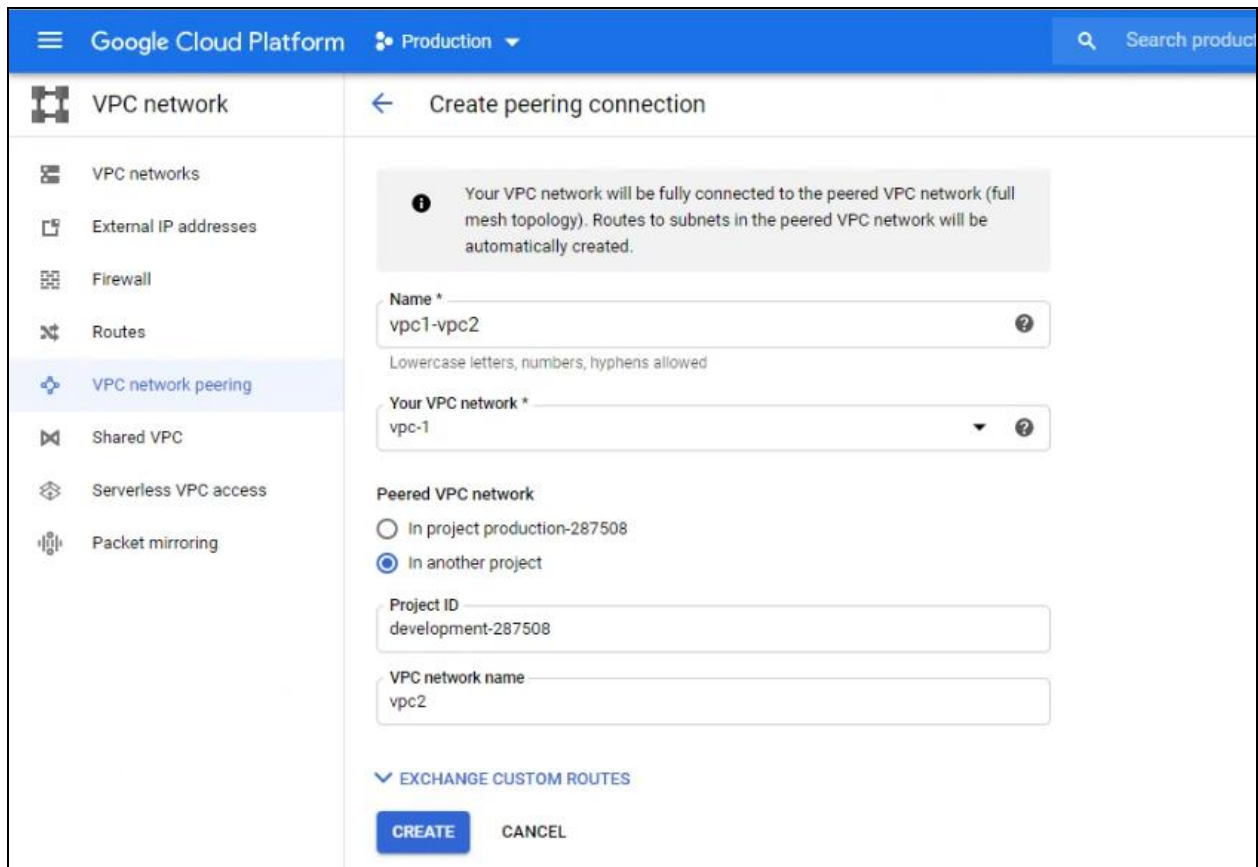 Google Cloud Platform
Production
Search product
VPC network
VPC networks
External IP addresses
Firewall
Routes
VPC network peering
Shared VPC
Serverless VPC access
Packet mirroring
Create peering connection
Your VPC network will be fully connected to the peered VPC network (full
mesh topology). Routes to subnets in the peered VPC network will be
automatically created.
Name *
vpc1-vpc2
Lowercase letters, numbers, hyphens allowed
Your VPC network *
vpc-1
Peered VPC network
In project production-287508
In another project
Project ID
development-287508
VPC network name
vpc2
EXCHANGE CUSTOM ROUTES
CREATE
CANCEL